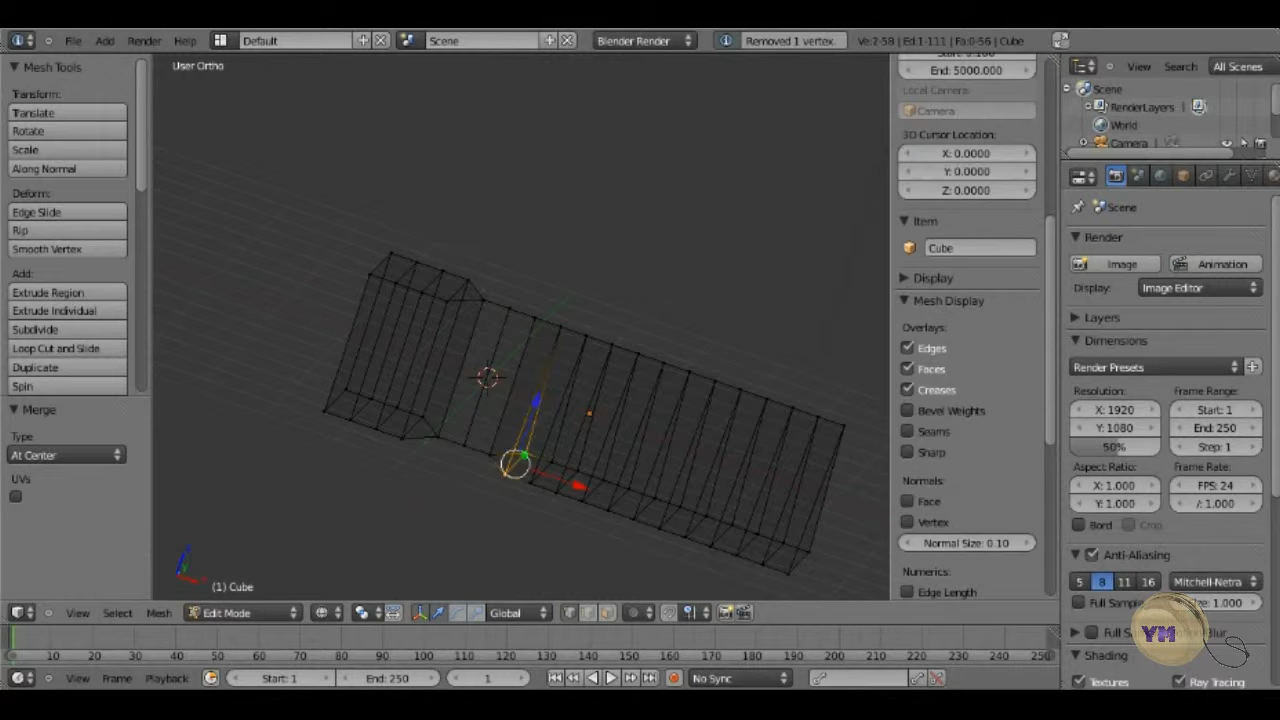 File Add Render Help Default Scene Blender Render Removed 1 vertex. Ve:2-58 | Ed:1-111 | Fa:0-56 | Cube
Mesh Tools
Transform:
Translate
Rotate
Scale
Along Normal
Deform:
Edge Slide
Rip
Smooth Vertex
Add:
Extrude Region
Extrude Individual
Subdivide
Loop Cut and Slide
Duplicate
Spin
Merge
Type
At Center
UVs
User Ortho
(1) Cube
End: 5000.000
Local Camera:
Camera
3D Cursor Location:
X: 0.0000
Y: 0.0000
Z: 0.0000
Item
Cube
Display
Mesh Display
Overlays:
Edges
Faces
Creases
Bevel Weights
Seams
Sharp
Normals:
Face
Vertex
Normal Size: 0.10
Numerics:
Edge Length
View Search All Scenes
Scene
RenderLayers
World
Camera
Scene
Render
Image Animation
Display: Image Editor
Layers
Dimensions
Render Presets
Resolution: Frame Range:
X: 1920 Start: 1
Y: 1080 End: 250
50% Step: 1
Aspect Ratio: Frame Rate:
X: 1.000 FPS: 24
Y: 1.000 /: 1.000
Bord Crop
Anti-Aliasing
5 8 11 16 Mitchell-Netra
Full Sample Size: 1.000
YM
Shading
Textures Ray Tracing
View Select Mesh Edit Mode Global
10 20 30 40 50 60 70 80 90 100 110 120 130 140 150 160 170 180 190 200 210 220 230 240 250
View Frame Playback Start: 1 End: 250 1 No Sync